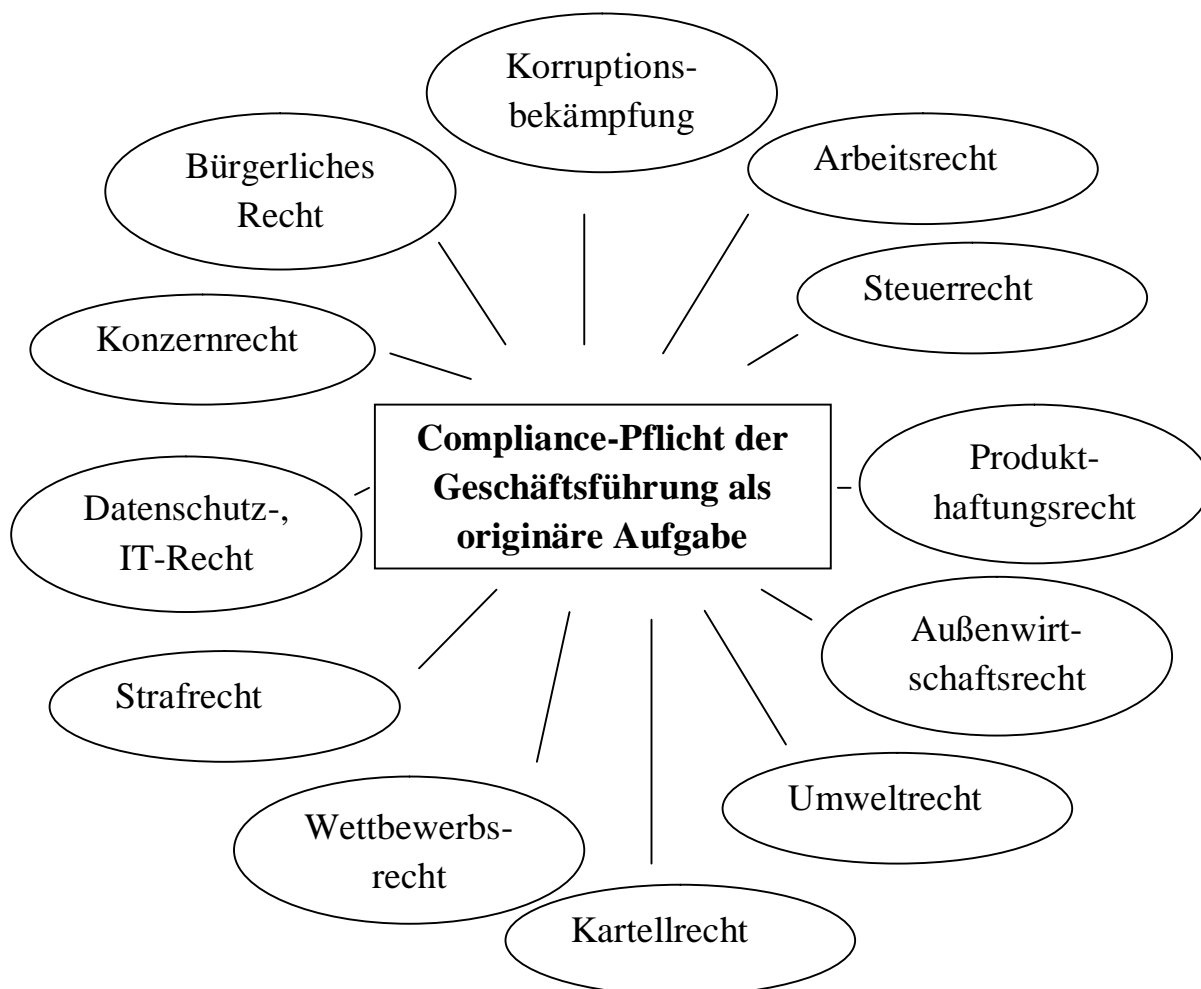 Korruptions-
bekämpfung
Arbeitsrecht
Bürgerliches
Recht
Steuerrecht
Konzernrecht
Compliance-Pflicht der
Geschäftsführung als
originäre Aufgabe
Produkt-
haftungsrecht
Datenschutz-,
IT-Recht
Außenwirt-
schaftsrecht
Strafrecht
Umweltrecht
Wettbewerbs-
recht
Kartellrecht